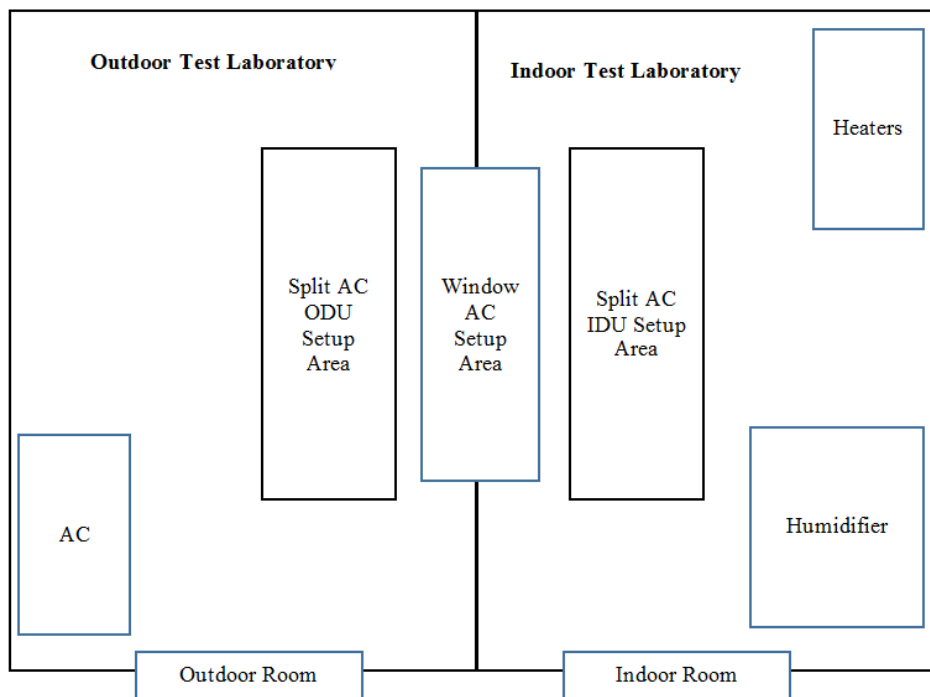 Outdoor Test Laboratory
Indoor Test Laboratory
Heaters
Split AC
ODU
Setup
Area
Window
AC
Setup
Area
Split AC
IDU Setup
Area
AC
Humidifier
Outdoor Room
Indoor Room